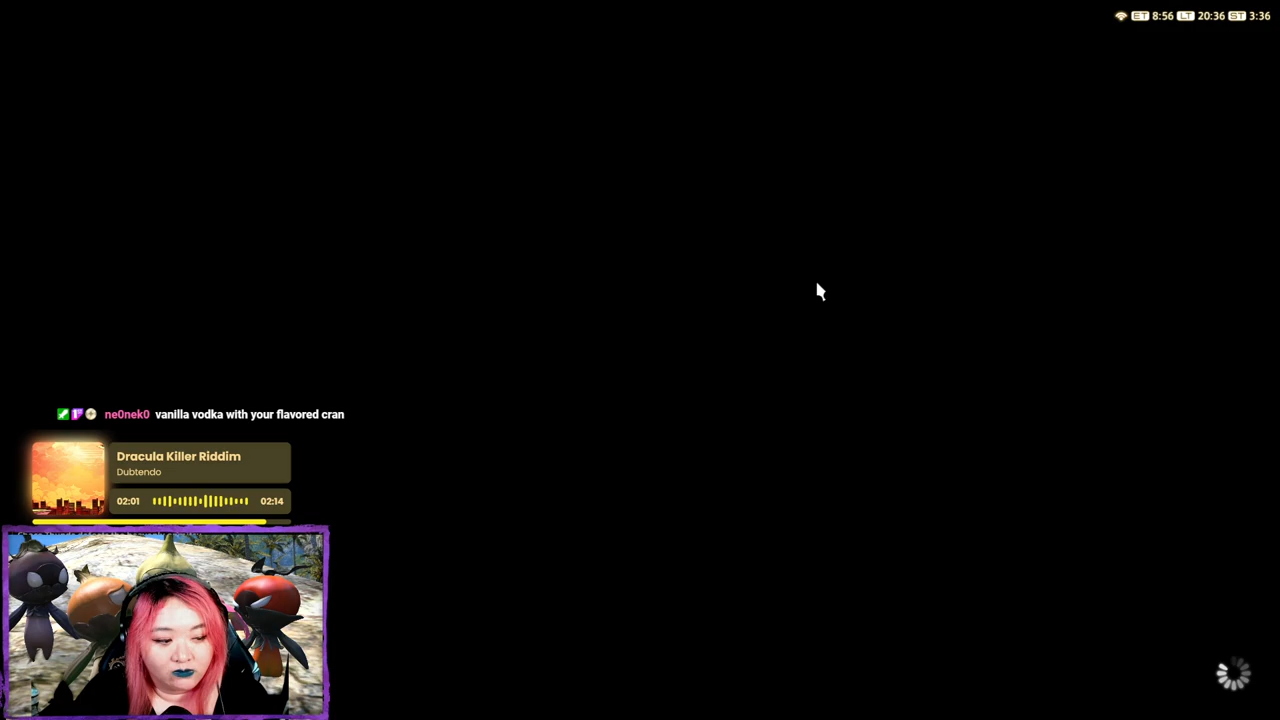 ET 8:56 LT 20:36 ST 3:36
ne0nek0 vanilla vodka with your flavored cran
Dracula Killer Riddim
Dubtendo
02:01 02:14